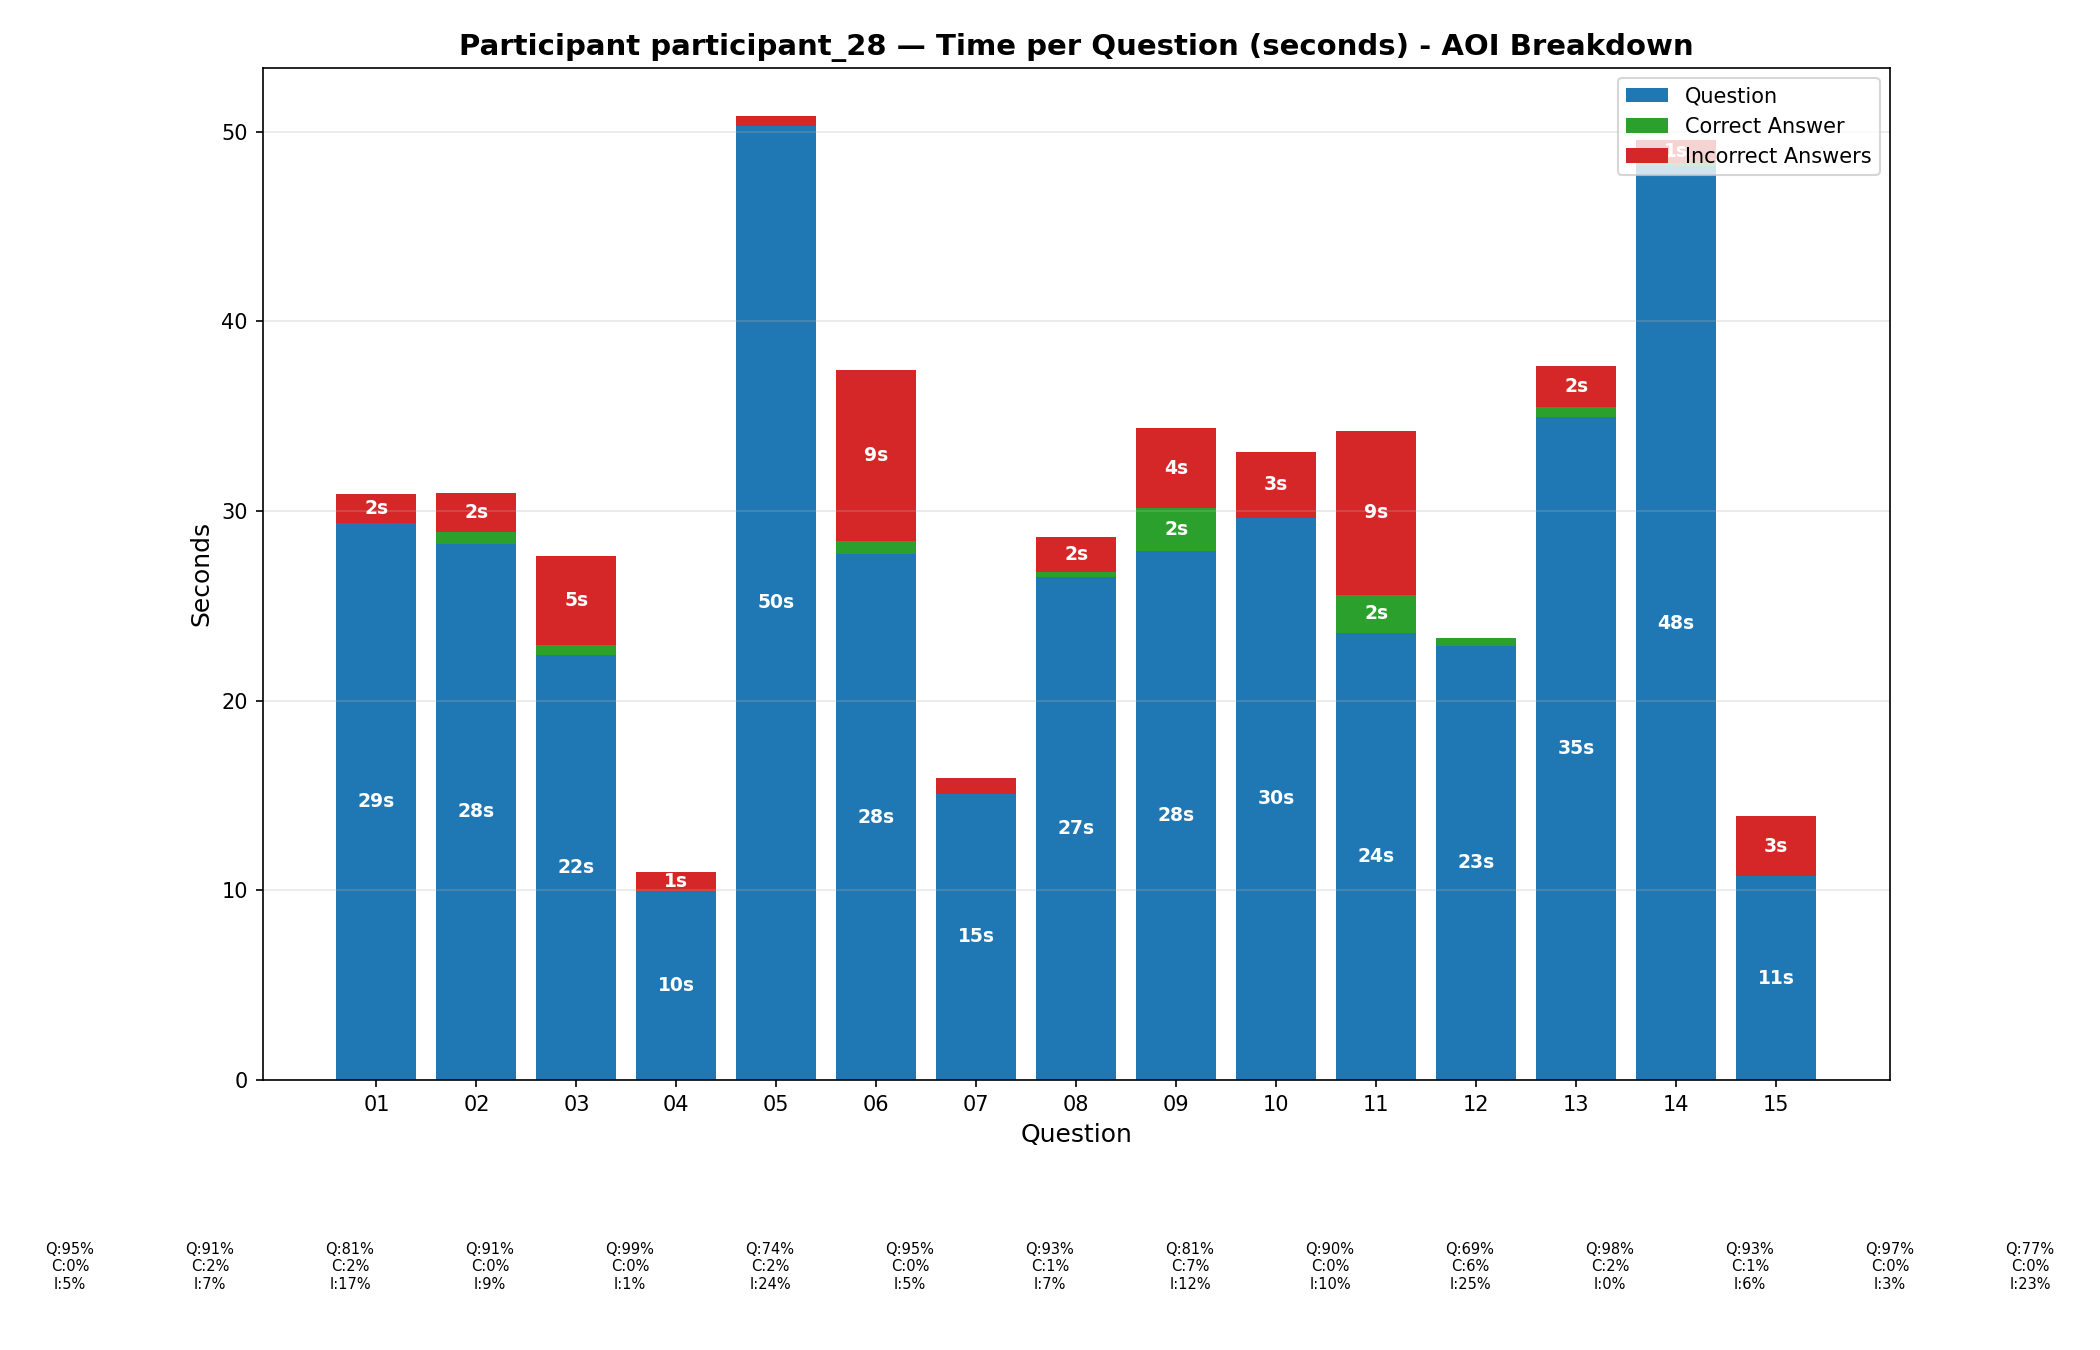 Participant participant_28 — Time per Question (seconds) - AOI Breakdown
Question
Correct Answer
Incorrect Answers
Seconds
50
40
30
20
10
0
2s
29s
2s
28s
5s
22s
1s
10s
50s
9s
28s
15s
2s
27s
4s
2s
28s
3s
30s
9s
2s
24s
23s
2s
35s
1s
48s
3s
11s
01 02 03 04 05 06 07 08 09 10 11 12 13 14 15
Question
Q:95% Q:91% Q:81% Q:91% Q:99% Q:74% Q:95% Q:93% Q:81% Q:90% Q:69% Q:98% Q:93% Q:97% Q:77%
C:0% C:2% C:2% C:0% C:0% C:2% C:0% C:1% C:7% C:0% C:6% C:2% C:1% C:0% C:0%
I:5% I:7% I:17% I:9% I:1% I:24% I:5% I:7% I:12% I:10% I:25% I:0% I:6% I:3% I:23%